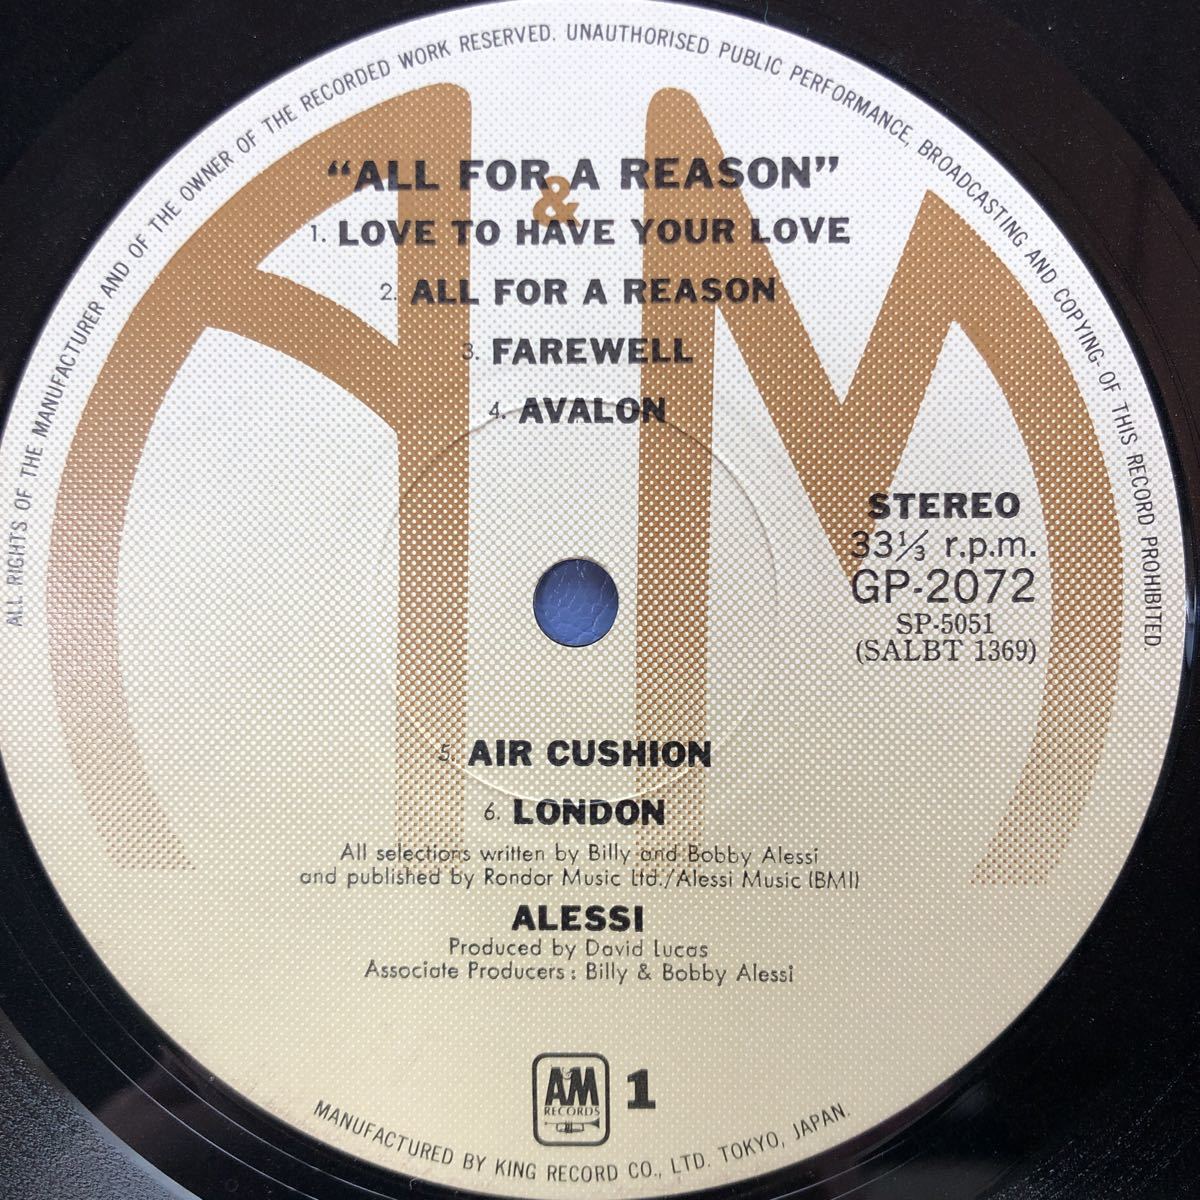 ALL RIGHTS OF THE MANUFACTURER AND OF THE OWNER OF THE RECORDED WORK RESERVED. UNAUTHORISED PUBLIC PERFORMANCE, BROADCASTING AND COPYING OF THIS RECORD PROHIBITED.
A&M
“ALL FOR A REASON”
1. LOVE TO HAVE YOUR LOVE
2. ALL FOR A REASON
3. FAREWELL
4. AVALON
STEREO
33⅓ r.p.m.
GP-2072
SP-5051
(SALBT 1369)
5. AIR CUSHION
6. LONDON
All selections written by Billy and Bobby Alessi
and published by Rondor Music Ltd./Alessi Music (BMI)
ALESSI
Produced by David Lucas
Associate Producers: Billy & Bobby Alessi
AM
RECORDS
1
MANUFACTURED BY KING RECORD CO., LTD. TOKYO, JAPAN.